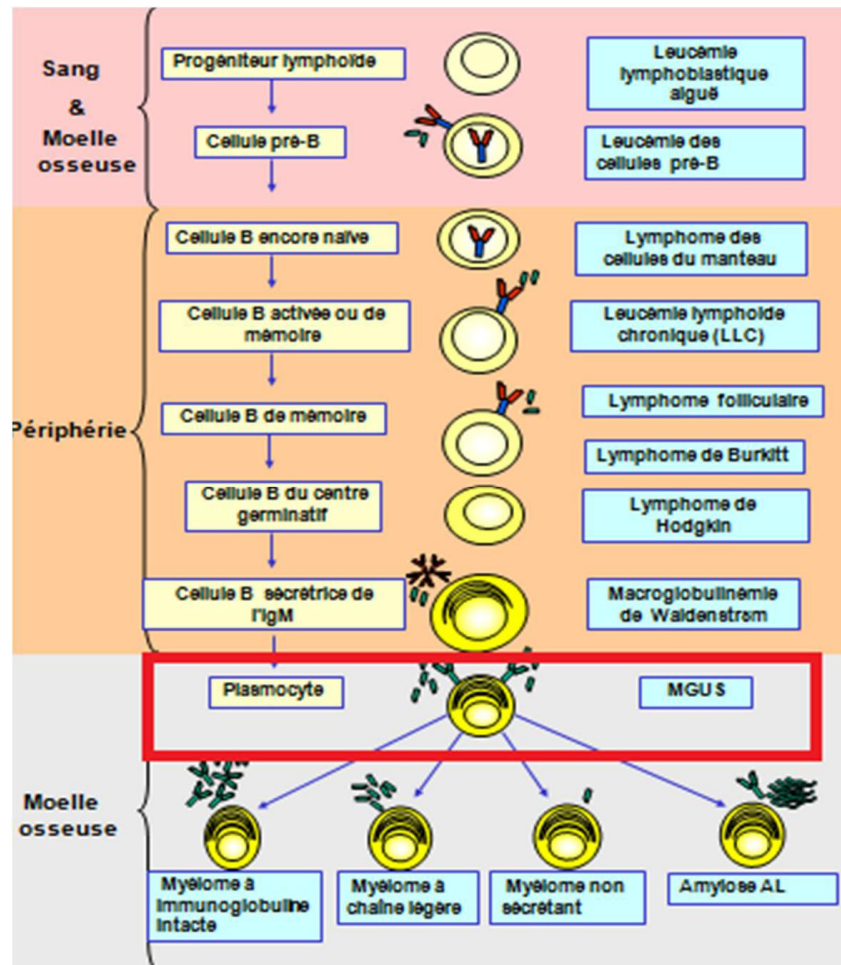 Sang
&
Moelle
osseuse
Progéniteur lymphoïde
Leucémie
lymphoblastique
aiguë
Cellule pré-B
Leucémie des
cellules pré-B
Périphérie
Cellule B encore naïve
Lymphome des
cellules du manteau
Cellule B activée ou de
mémoire
Leucémie lymphoïde
chronique (LLC)
Cellule B de mémoire
Lymphome folliculaire
Lymphome de Burkitt
Cellule B du centre
germinatif
Lymphome de
Hodgkin
Cellule B sécrétrice de
l'IgM
Macroglobulinémie
de Waldenstrom
Moelle
osseuse
Plasmocyte
MGUS
Myélome à
Immunoglobuline
Intacte
Myélome à
chaîne légère
Myélome non
sécrétant
Amylose AL